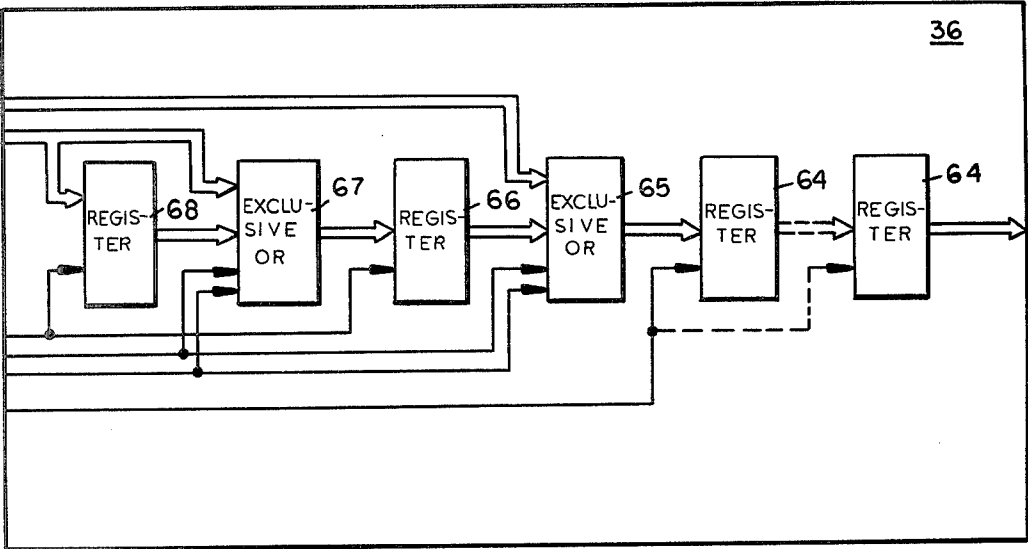 36
REGIS-
TER
68
EXCLU-
SIVE
OR
67
REGIS-
TER
66
EXCLU-
SIVE
OR
65
REGIS-
TER
64
REGIS-
TER
64